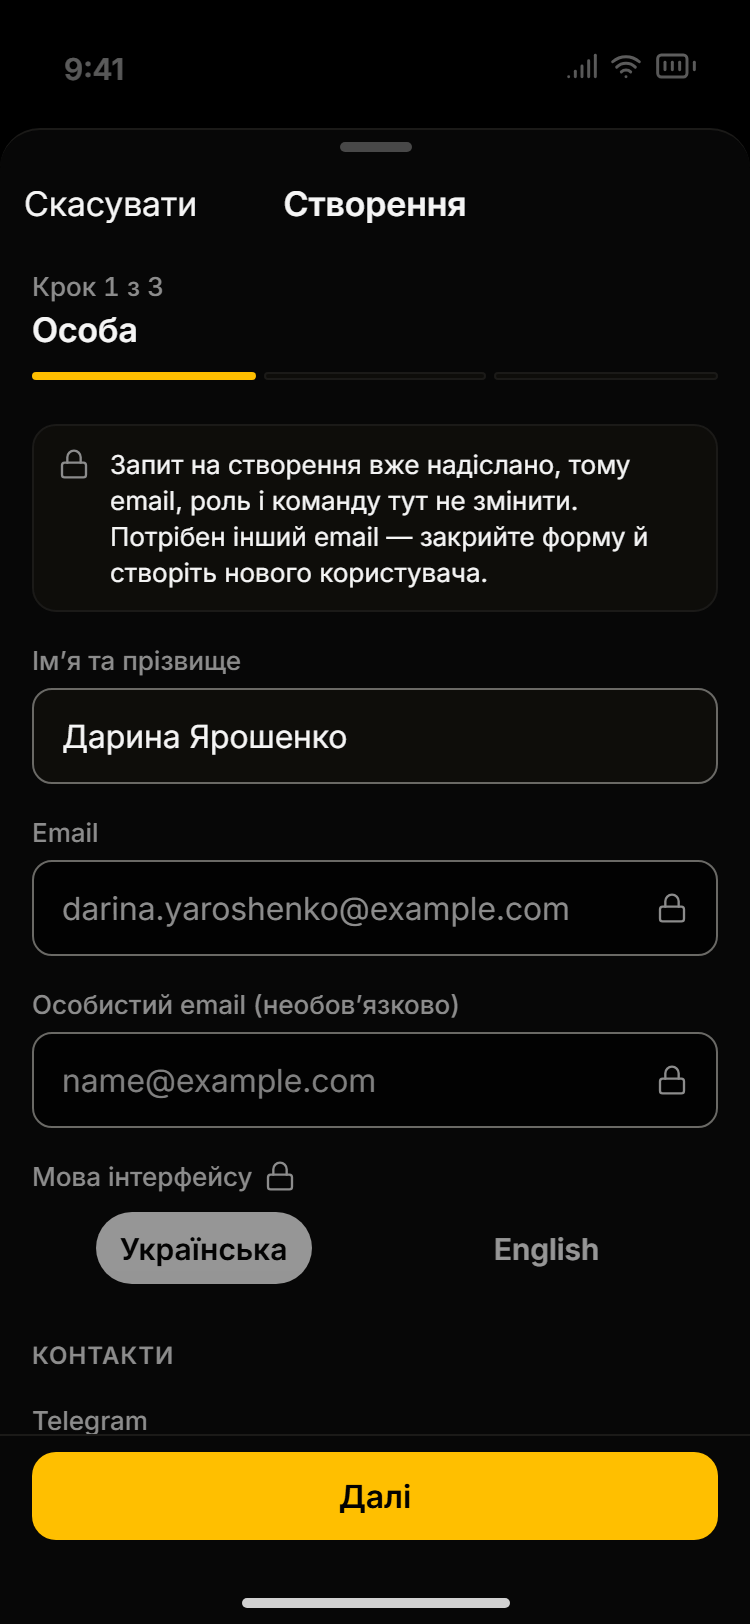 9:41
Скасувати
Створення
Крок 1 з 3
Особа
Запит на створення вже надіслано, тому
email, роль і команду тут не змінити.
Потрібен інший email — закрийте форму й
створіть нового користувача.
Ім’я та прізвище
Дарина Ярошенко
Email
darina.yaroshenko@example.com
Особистий email (необов’язково)
name@example.com
Мова інтерфейсу
Українська
English
КОНТАКТИ
Telegram
Далі